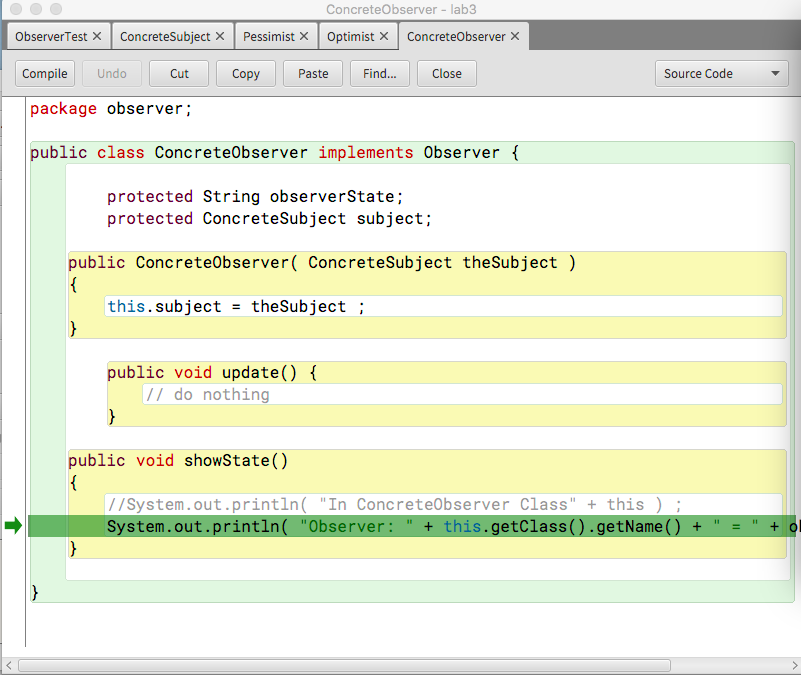 ConcreteObserver - lab3
ObserverTest ✕ ConcreteSubject ✕ Pessimist ✕ Optimist ✕ ConcreteObserver ✕
Compile Undo Cut Copy Paste Find... Close Source Code
package observer;
public class ConcreteObserver implements Observer {
protected String observerState;
protected ConcreteSubject subject;
public ConcreteObserver( ConcreteSubject theSubject )
{
this.subject = theSubject ;
}
public void update() {
// do nothing
}
public void showState()
{
//System.out.println( "In ConcreteObserver Class" + this ) ;
System.out.println( "Observer: " + this.getClass().getName() + " = " +
}
}